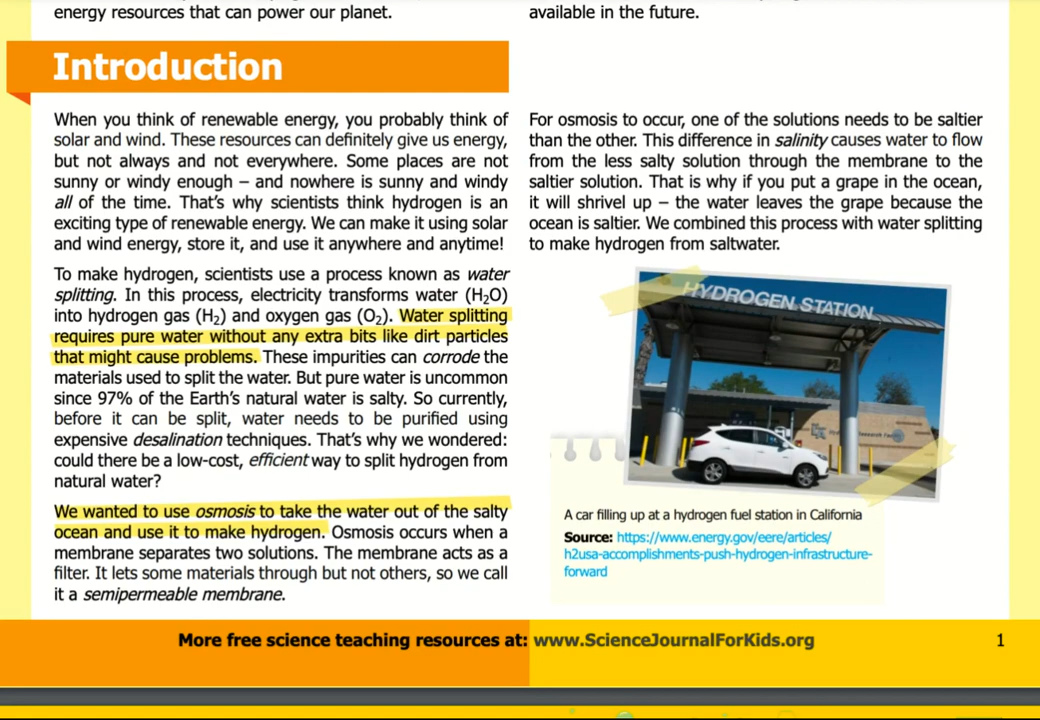 energy resources that can power our planet.
available in the future.
Introduction
When you think of renewable energy, you probably think of
solar and wind. These resources can definitely give us energy,
but not always and not everywhere. Some places are not
sunny or windy enough – and nowhere is sunny and windy
all of the time. That's why scientists think hydrogen is an
exciting type of renewable energy. We can make it using solar
and wind energy, store it, and use it anywhere and anytime!
To make hydrogen, scientists use a process known as water
splitting. In this process, electricity transforms water (H₂O)
into hydrogen gas (H₂) and oxygen gas (O₂). Water splitting
requires pure water without any extra bits like dirt particles
that might cause problems. These impurities can corrode the
materials used to split the water. But pure water is uncommon
since 97% of the Earth's natural water is salty. So currently,
before it can be split, water needs to be purified using
expensive desalination techniques. That's why we wondered:
could there be a low-cost, efficient way to split hydrogen from
natural water?
We wanted to use osmosis to take the water out of the salty
ocean and use it to make hydrogen. Osmosis occurs when a
membrane separates two solutions. The membrane acts as a
filter. It lets some materials through but not others, so we call
it a semipermeable membrane.
For osmosis to occur, one of the solutions needs to be saltier
than the other. This difference in salinity causes water to flow
from the less salty solution through the membrane to the
saltier solution. That is why if you put a grape in the ocean,
it will shrivel up – the water leaves the grape because the
ocean is saltier. We combined this process with water splitting
to make hydrogen from saltwater.
HYDROGEN STATION
A car filling up at a hydrogen fuel station in California
Source: https://www.energy.gov/eere/articles/
h2usa-accomplishments-push-hydrogen-infrastructure-
forward
More free science teaching resources at: www.ScienceJournalForKids.org
1